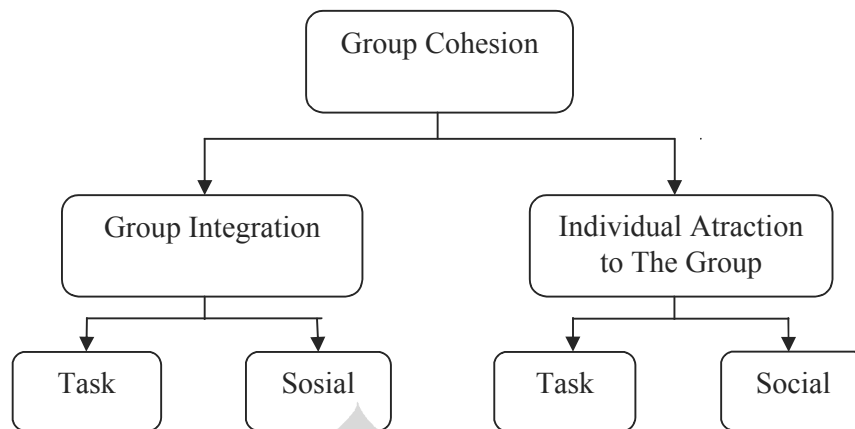 Group Cohesion
Group Integration
Individual Atraction
to The Group
Task
Sosial
Task
Social